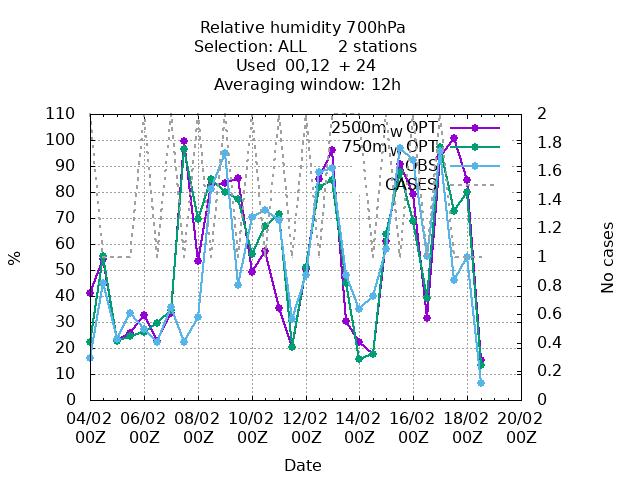 Relative humidity 700hPa
Selection: ALL 2 stations
Used 00,12 + 24
Averaging window: 12h
2500m_W OPT
750m_W OPT
OBS
CASES
%
110
100
90
80
70
60
50
40
30
20
10
0
2
1.8
1.6
1.4
1.2
1
0.8
0.6
0.4
0.2
0
No cases
04/02 06/02 08/02 10/02 12/02 14/02 16/02 18/02 20/02
00Z 00Z 00Z 00Z 00Z 00Z 00Z 00Z 00Z
Date